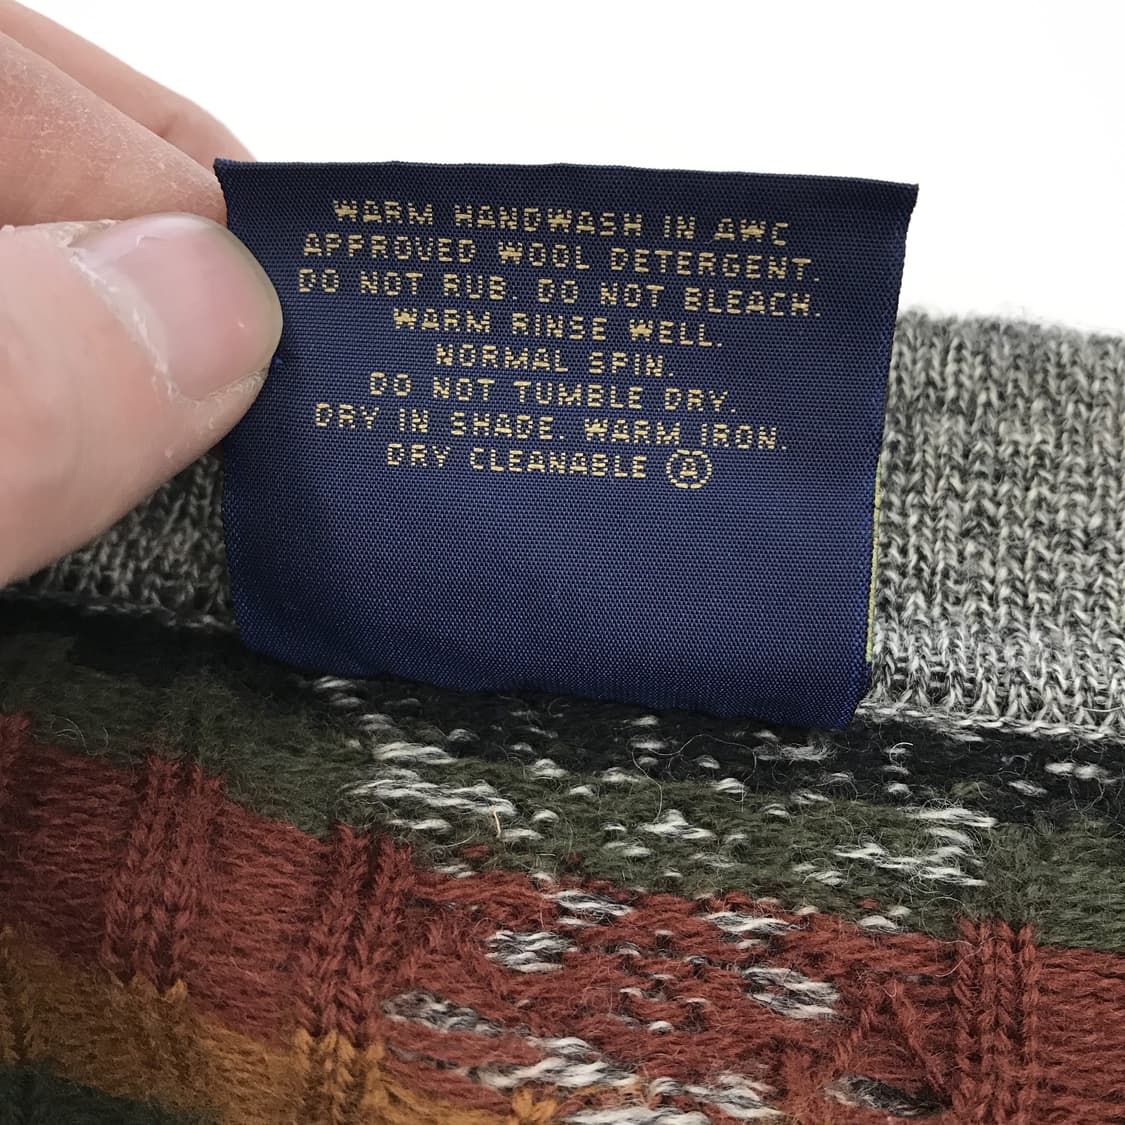 WARM HANDWASH IN AWC
APPROVED WOOL DETERGENT.
DO NOT RUB. DO NOT BLEACH.
WARM RINSE WELL.
NORMAL SPIN.
DO NOT TUMBLE DRY.
DRY IN SHADE. WARM IRON.
DRY CLEANABLE Ⓐ